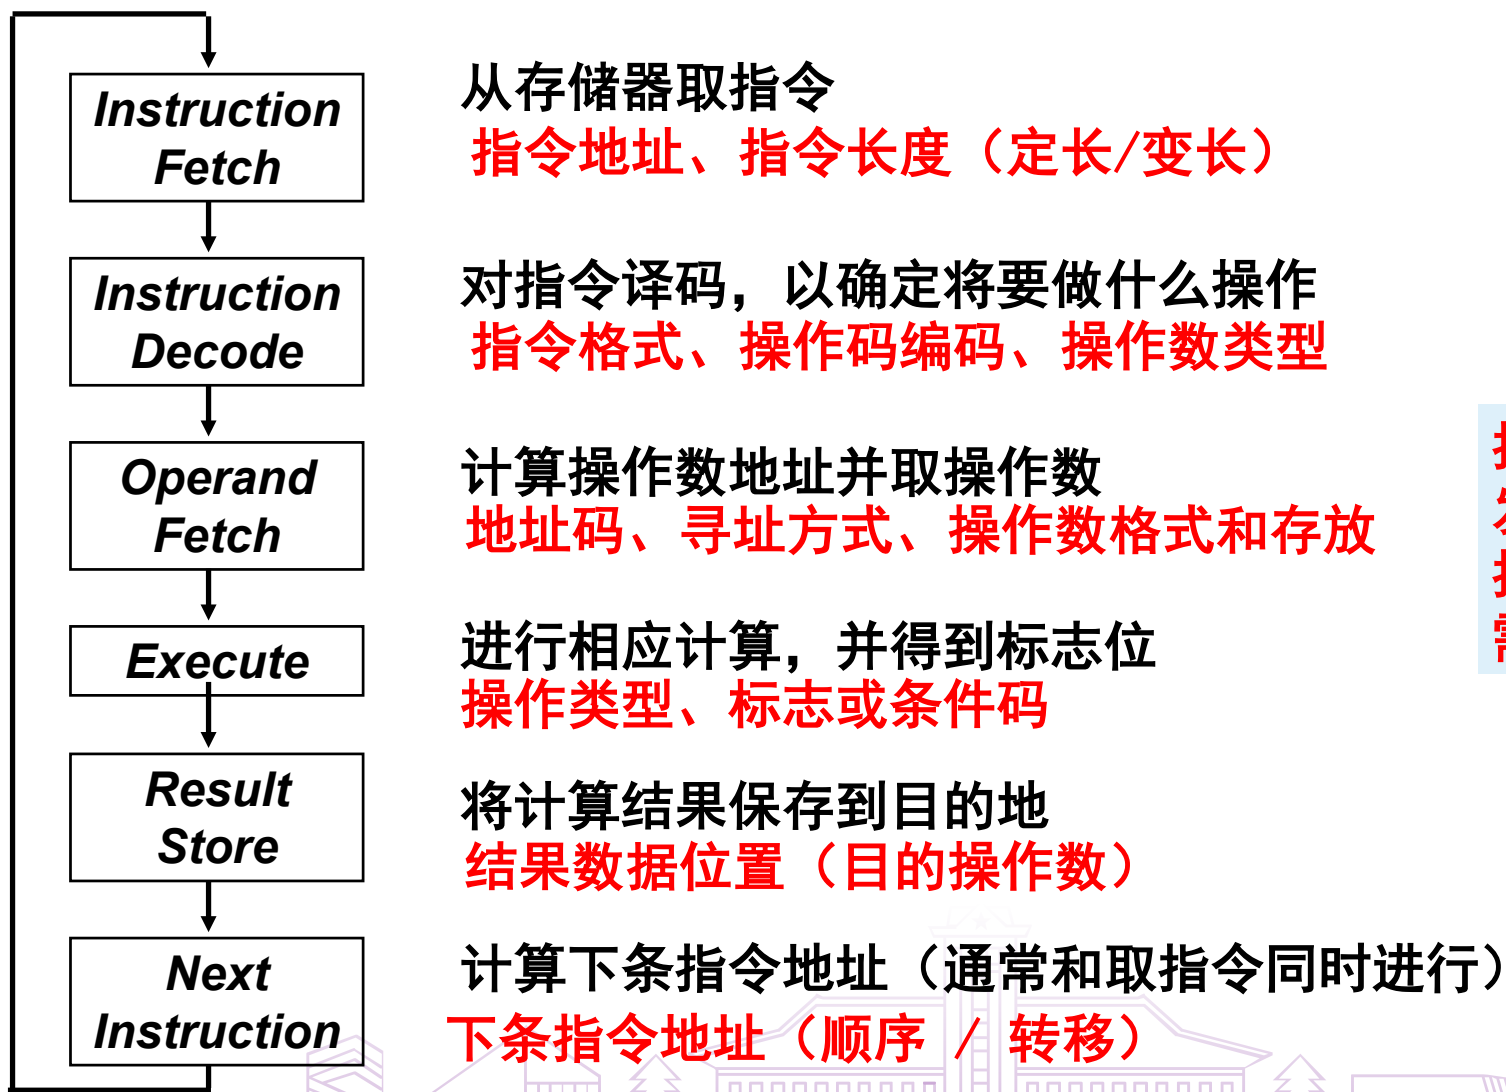 Instruction
Fetch
从存储器取指令
指令地址、指令长度（定长/变长）
Instruction
Decode
对指令译码，以确定将要做什么操作
指令格式、操作码编码、操作数类型
Operand
Fetch
计算操作数地址并取操作数
地址码、寻址方式、操作数格式和存放
Execute
进行相应计算，并得到标志位
操作类型、标志或条件码
Result
Store
将计算结果保存到目的地
结果数据位置（目的操作数）
Next
Instruction
计算下条指令地址（通常和取指令同时进行）
下条指令地址（顺序 / 转移）